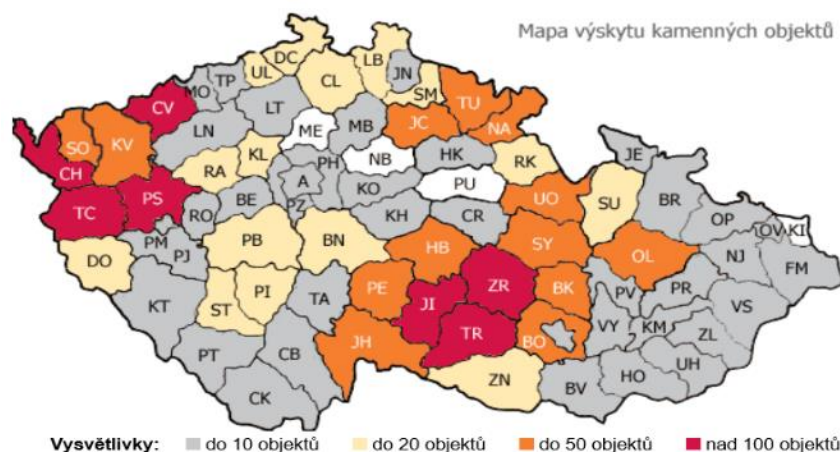 Mapa výskytu kamenných objektů
DC
LB
UL
JN
TP
CL
MO
SM
TU
CV
LT
ME
MB
JC
NA
LN
SO
KV
KL
NB
HK
RK
JE
RA
PH
CH
A
KO
PU
PS
BE
PZ
UO
SU
BR
TC
RO
KH
CR
OP
PM
PB
BN
HB
SY
OV
KI
DO
PJ
OL
NJ
FM
PE
ZR
BK
PV
PR
KT
ST
PI
TA
JI
VS
VY
KM
TR
BO
ZL
PT
CB
JH
UH
ZN
HO
CK
BV
Vysvětlivky: do 10 objektů do 20 objektů do 50 objektů nad 100 objektů